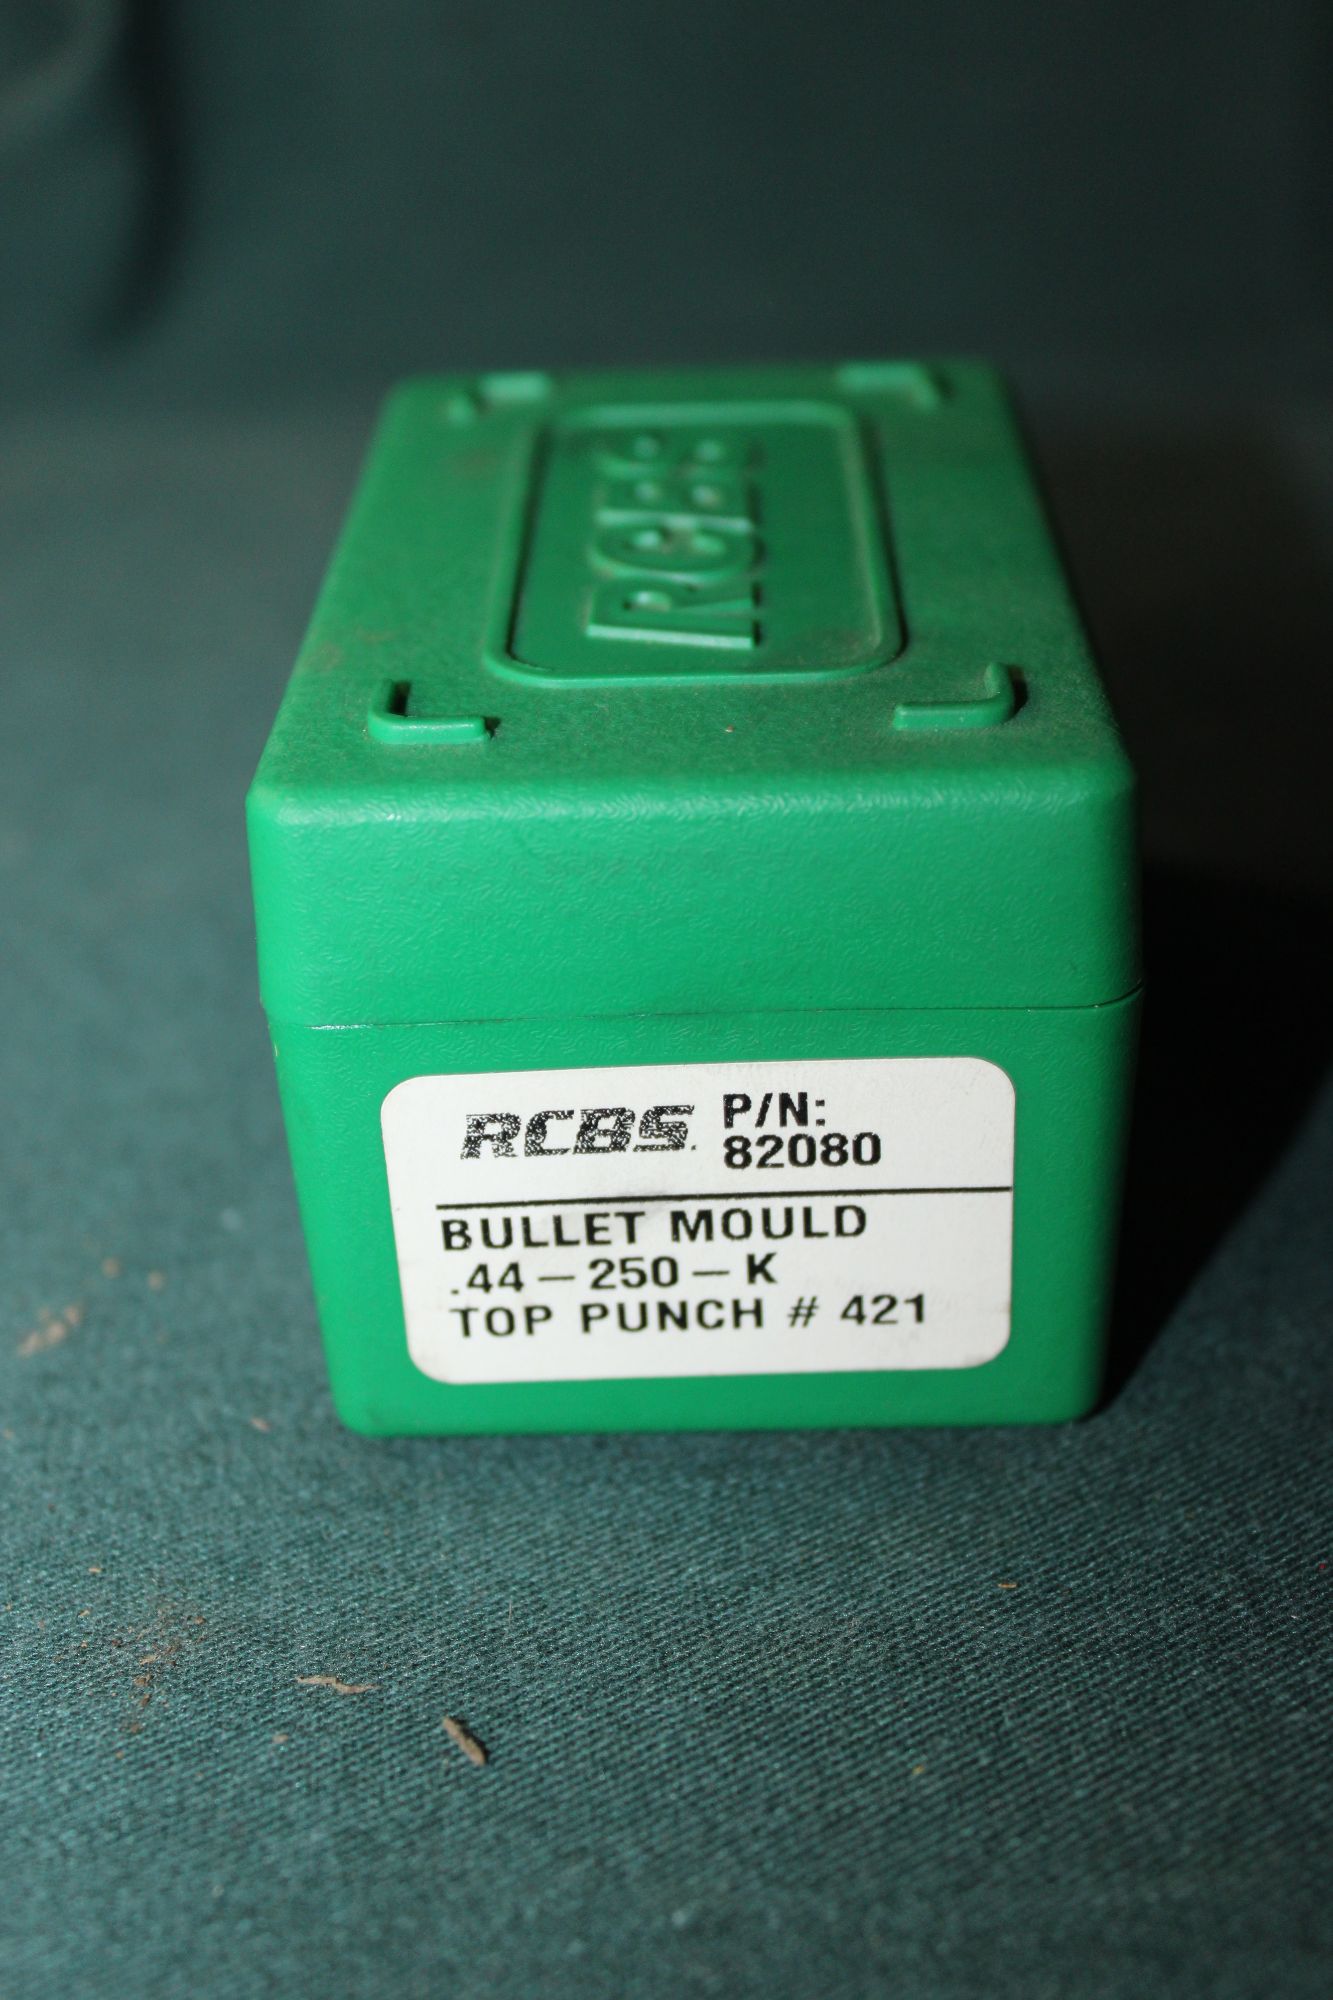 RCBS
RCBS. P/N:
82080
BULLET MOULD
.44-250-K
TOP PUNCH # 421